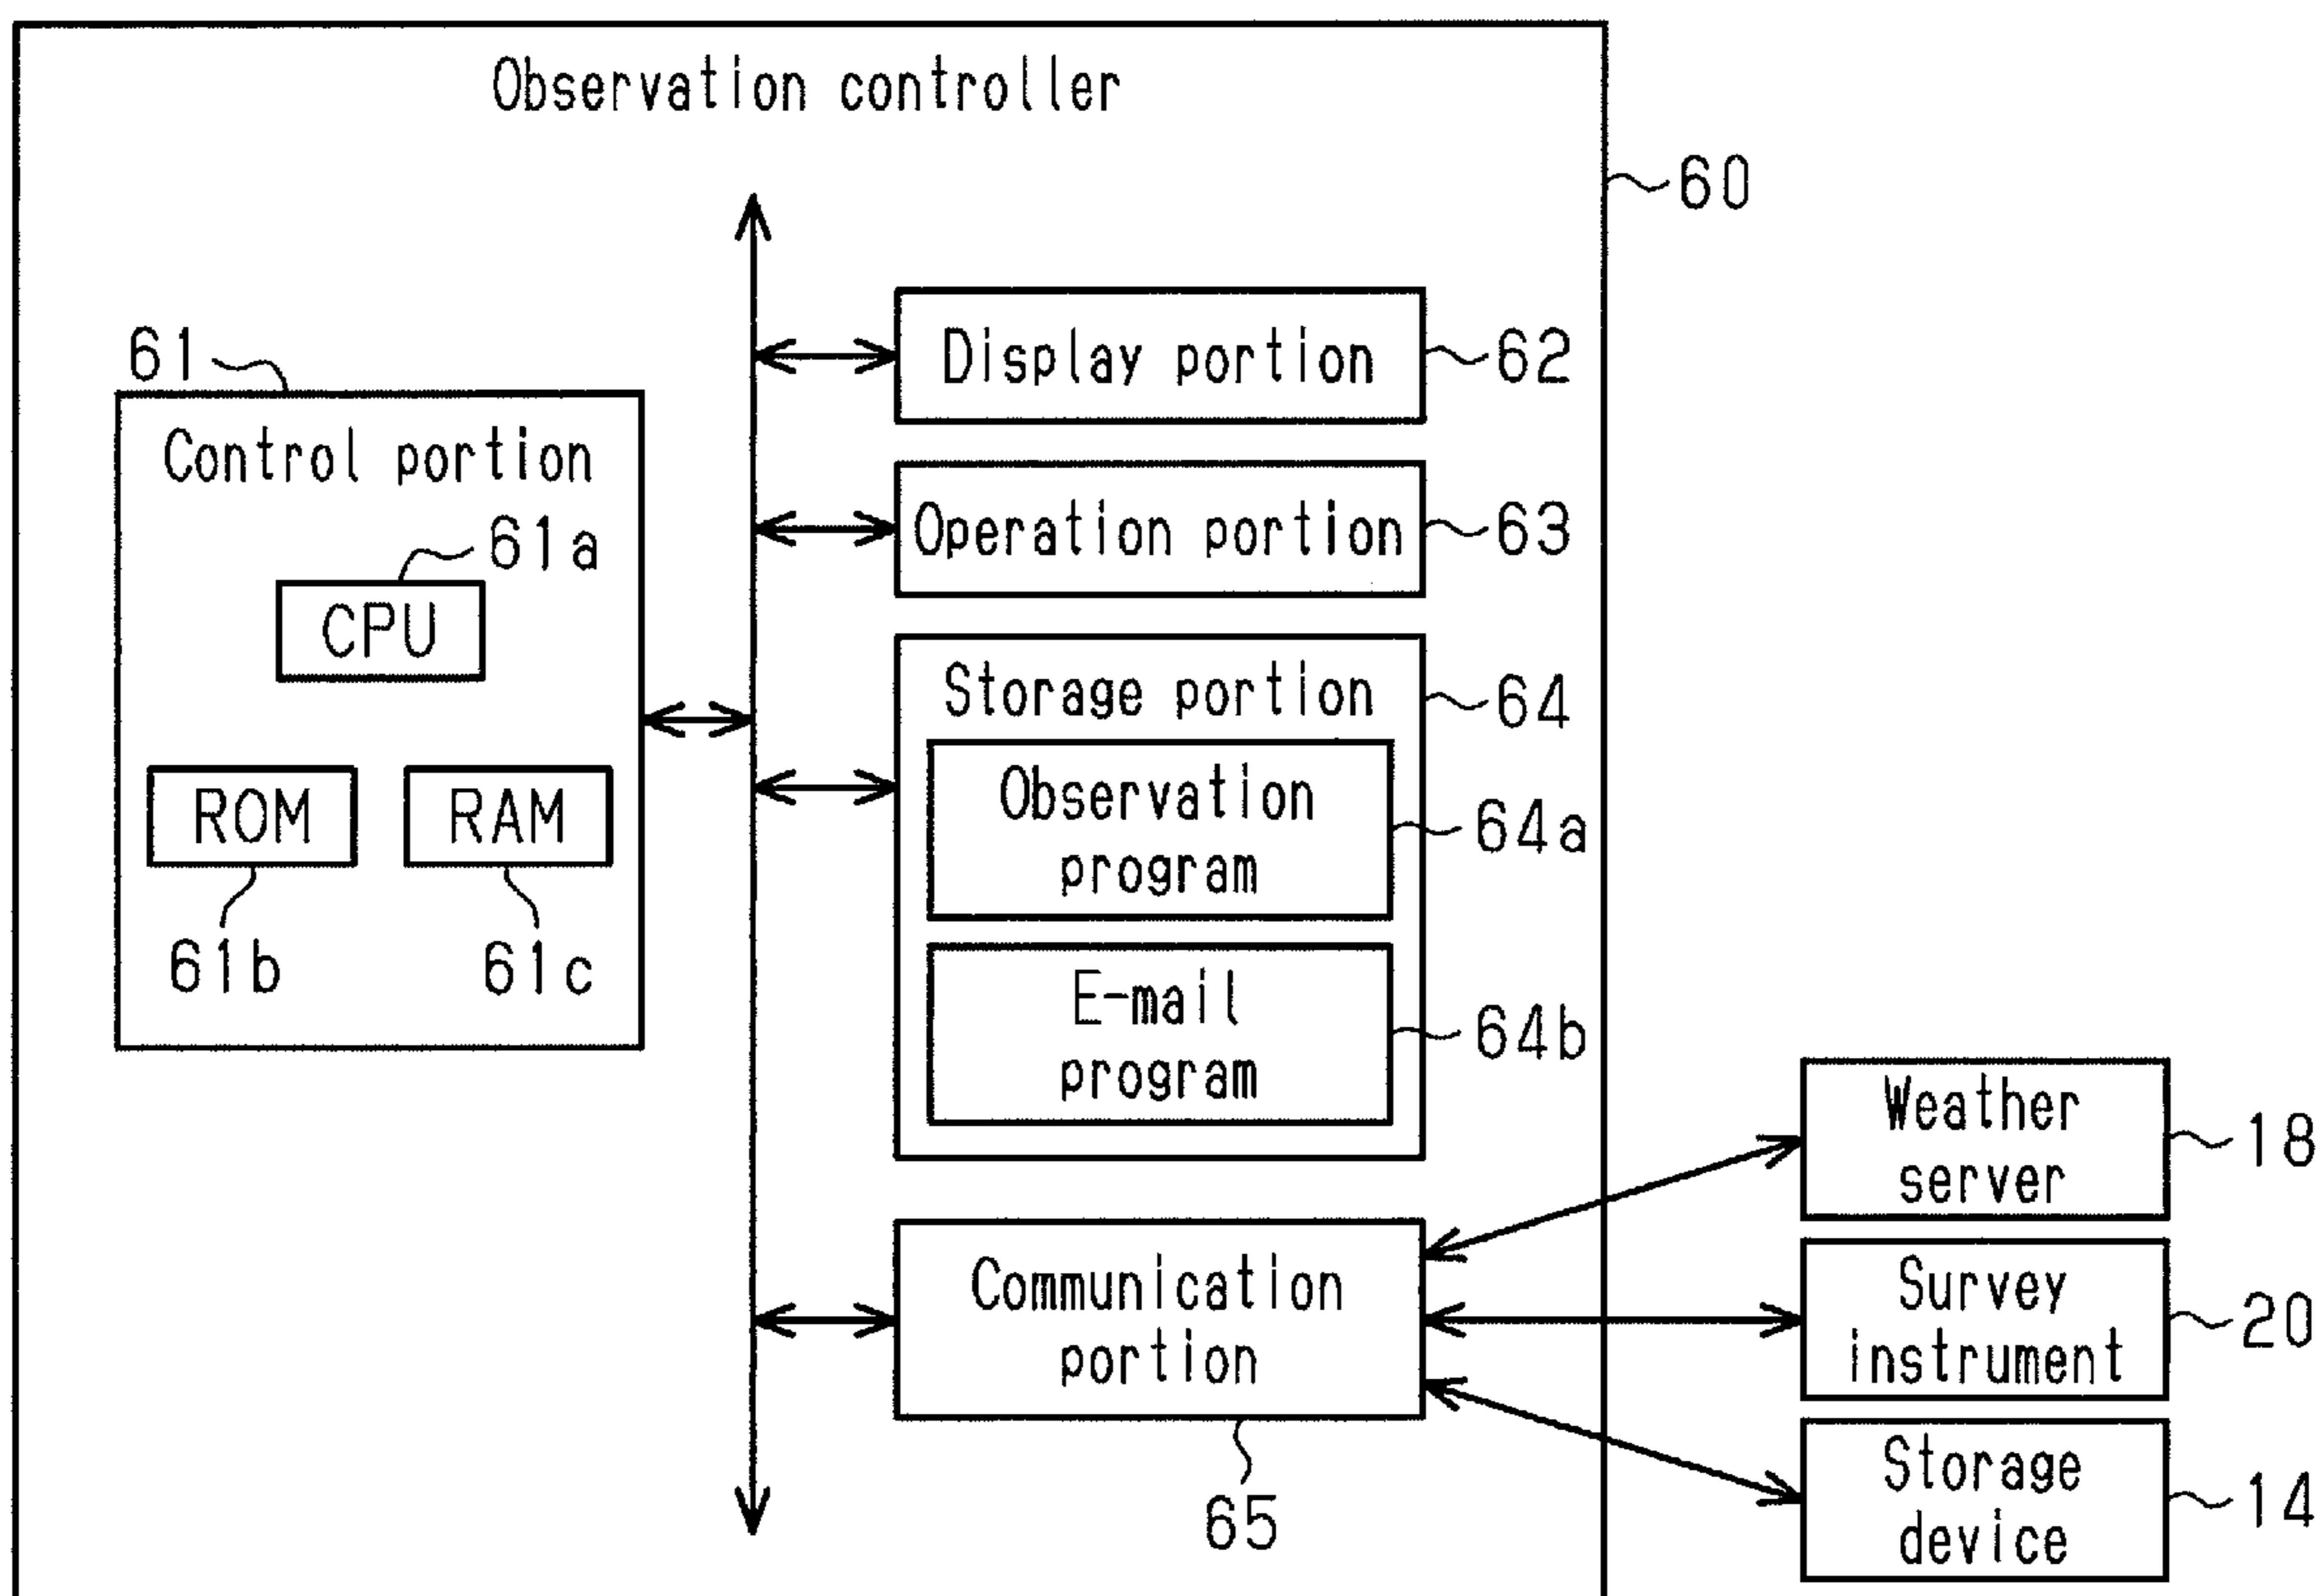 Observation controller
60
61
Control portion
61a
CPU
ROM
RAM
61b
61c
Display portion
62
Operation portion
63
Storage portion
64
Observation
program
64a
E-mail
program
64b
Communication
portion
65
Weather
server
18
Survey
instrument
20
Storage
device
14